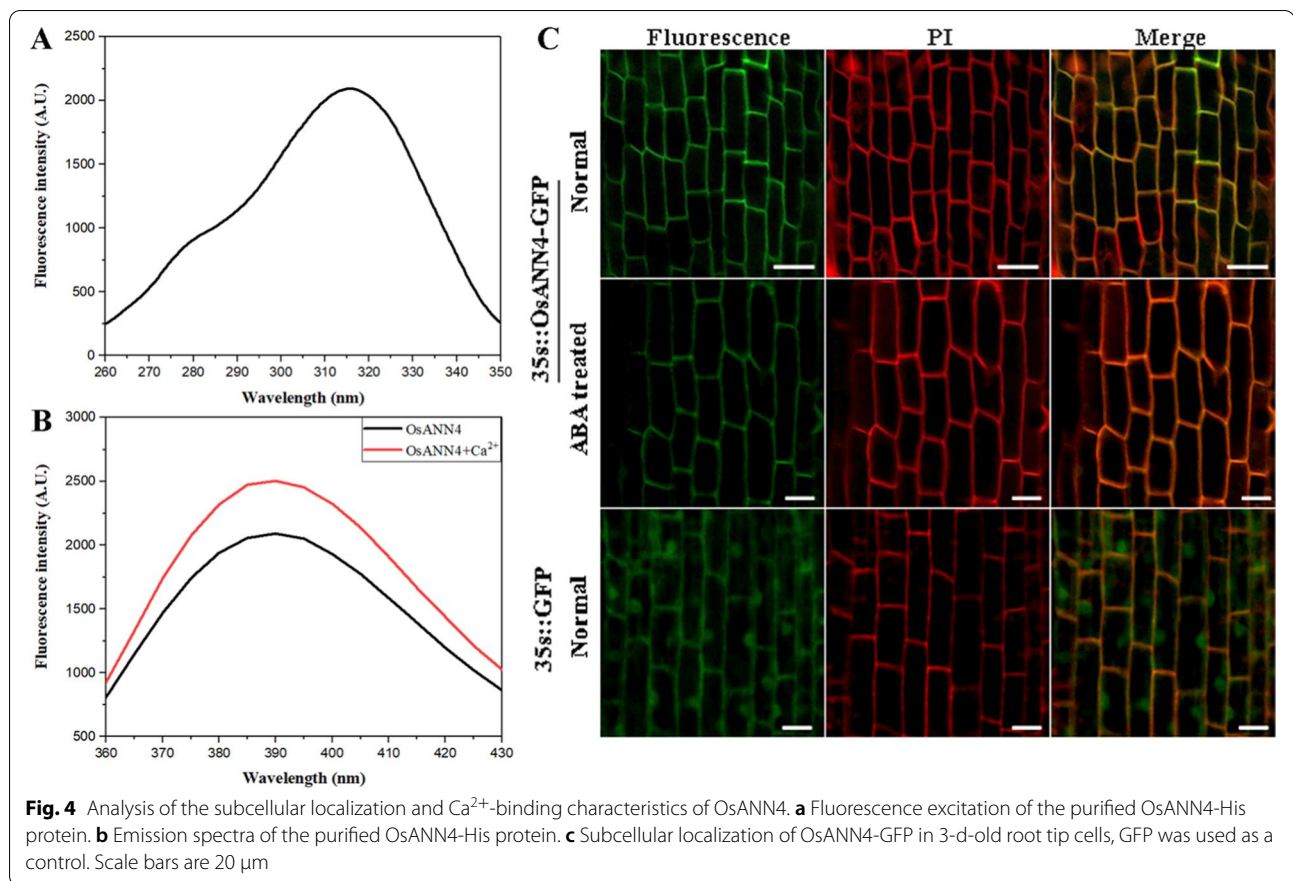 A
Fluorescence intensity (A.U.)
2500
2000
1500
1000
500
0
260 270 280 290 300 310 320 330 340 350
Wavelength (nm)
B
Fluorescence intensity (A.U.)
3000
2500
2000
1500
1000
500
OsANN4
OsANN4+Ca²⁺
360 370 380 390 400 410 420 430
Wavelength (nm)
C
Fluorescence PI Merge
35s::OsANN4-GFP
Normal
ABA treated
35s::GFP
Normal
Fig. 4 Analysis of the subcellular localization and Ca²⁺-binding characteristics of OsANN4. a Fluorescence excitation of the purified OsANN4-His
protein. b Emission spectra of the purified OsANN4-His protein. c Subcellular localization of OsANN4-GFP in 3-d-old root tip cells, GFP was used as a
control. Scale bars are 20 μm